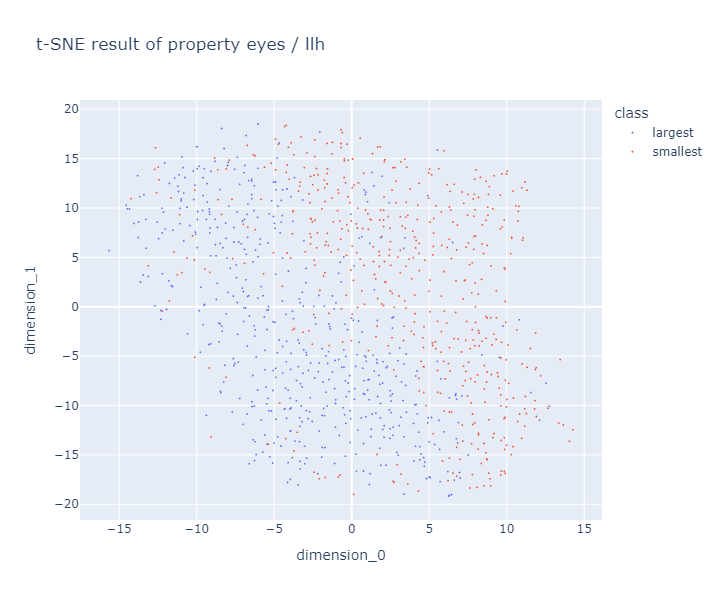 t-SNE result of property eyes / llh
class
largest
smallest
20
15
10
5
0
−5
−10
−15
−20
−15
−10
−5
0
5
10
15
dimension_0
dimension_1